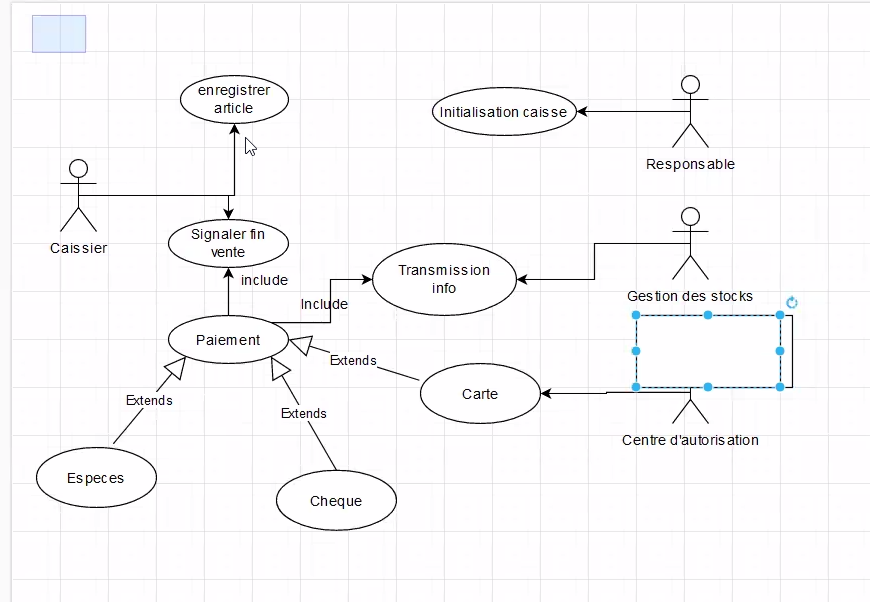 enregistrer
article
Initialisation caisse
Responsable
Caissier
Signaler fin
vente
include
Transmission
info
Gestion des stocks
Include
Paiement
Extends
Carte
Extends
Extends
Centre d'autorisation
Especes
Cheque